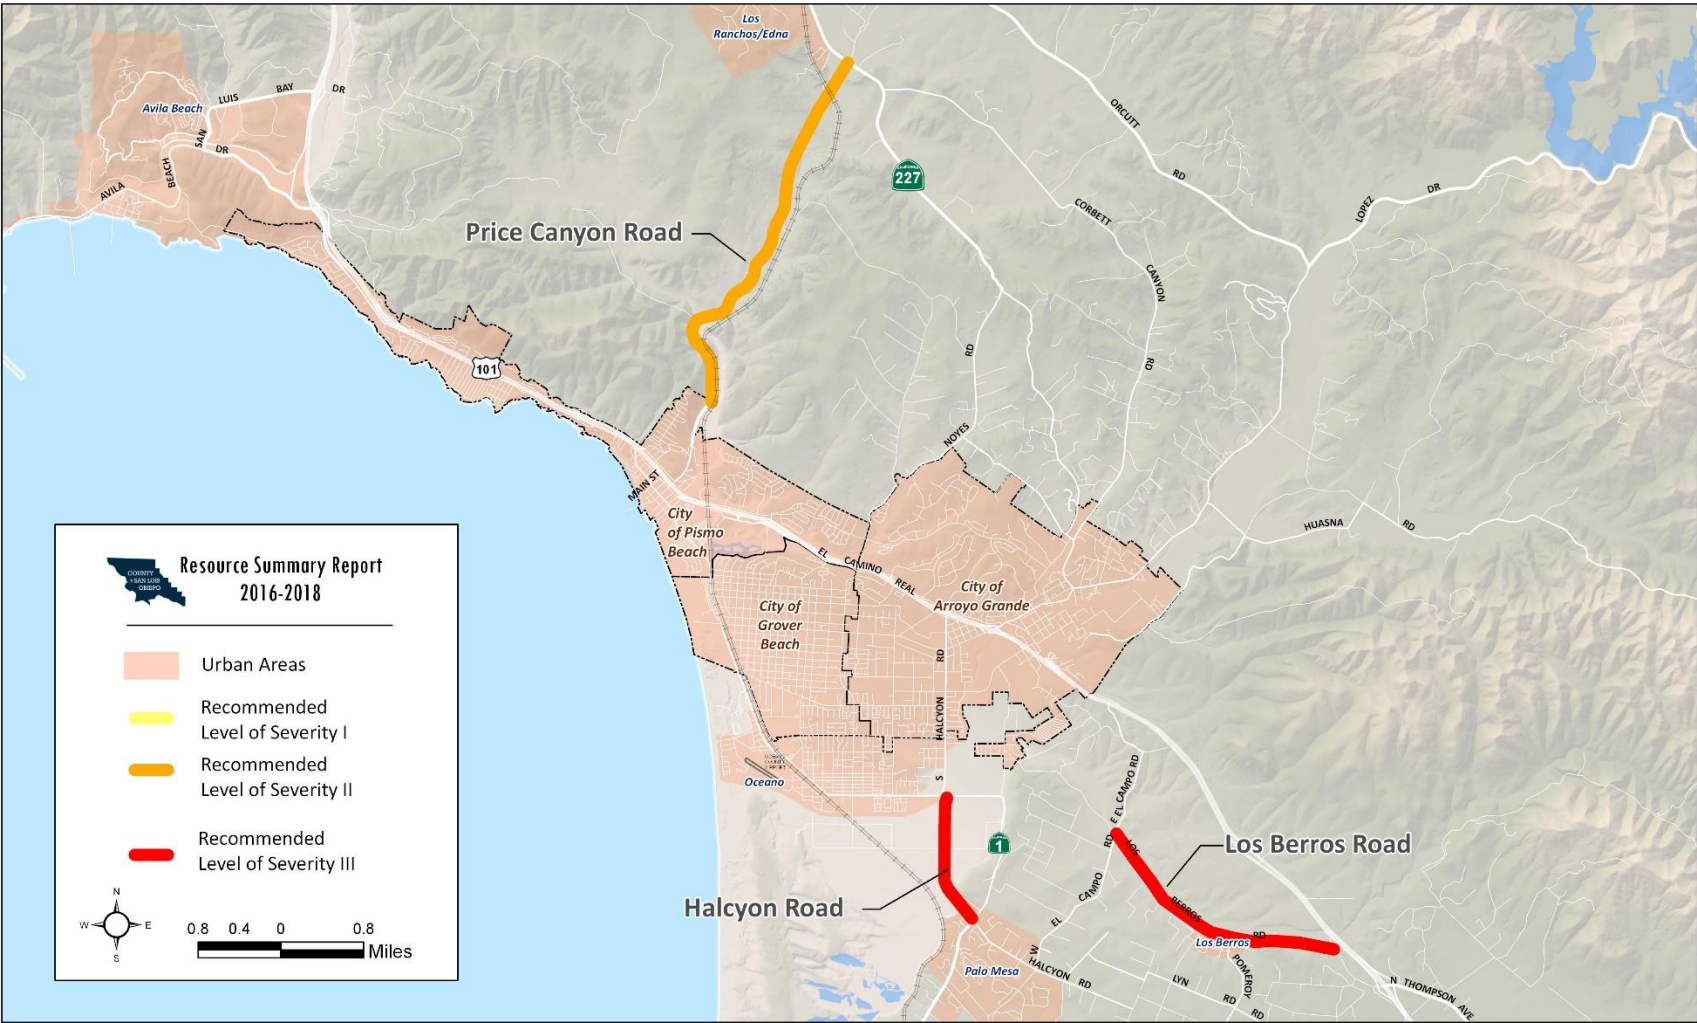 Los
Ranchos/Edna
Avila Beach
LUIS BAY DR
SAN
DR
BEACH
AVILA
ORCUTT
RD
227
LOPEZ DR
CORBETT
CANYON
RD
Price Canyon Road
101
RD
NOYES
MAIN ST
HUASNA RD
City
of Pismo
Beach
EL CAMINO REAL
City of
Arroyo Grande
City of
Grover
Beach
S HALCYON RD
Oceano
E EL CAMPO RD
1
Los Berros Road
LOS BERROS RD
Halcyon Road
W EL CAMPO RD
Los Berros
POMEROY
RD
Palo Mesa
HALCYON RD
LYN
RD
N THOMPSON AVE
COUNTY
OF SAN LUIS
OBISPO
Resource Summary Report
2016-2018
Urban Areas
Recommended
Level of Severity I
Recommended
Level of Severity II
Recommended
Level of Severity III
N
W E
S
0.8 0.4 0 0.8
Miles